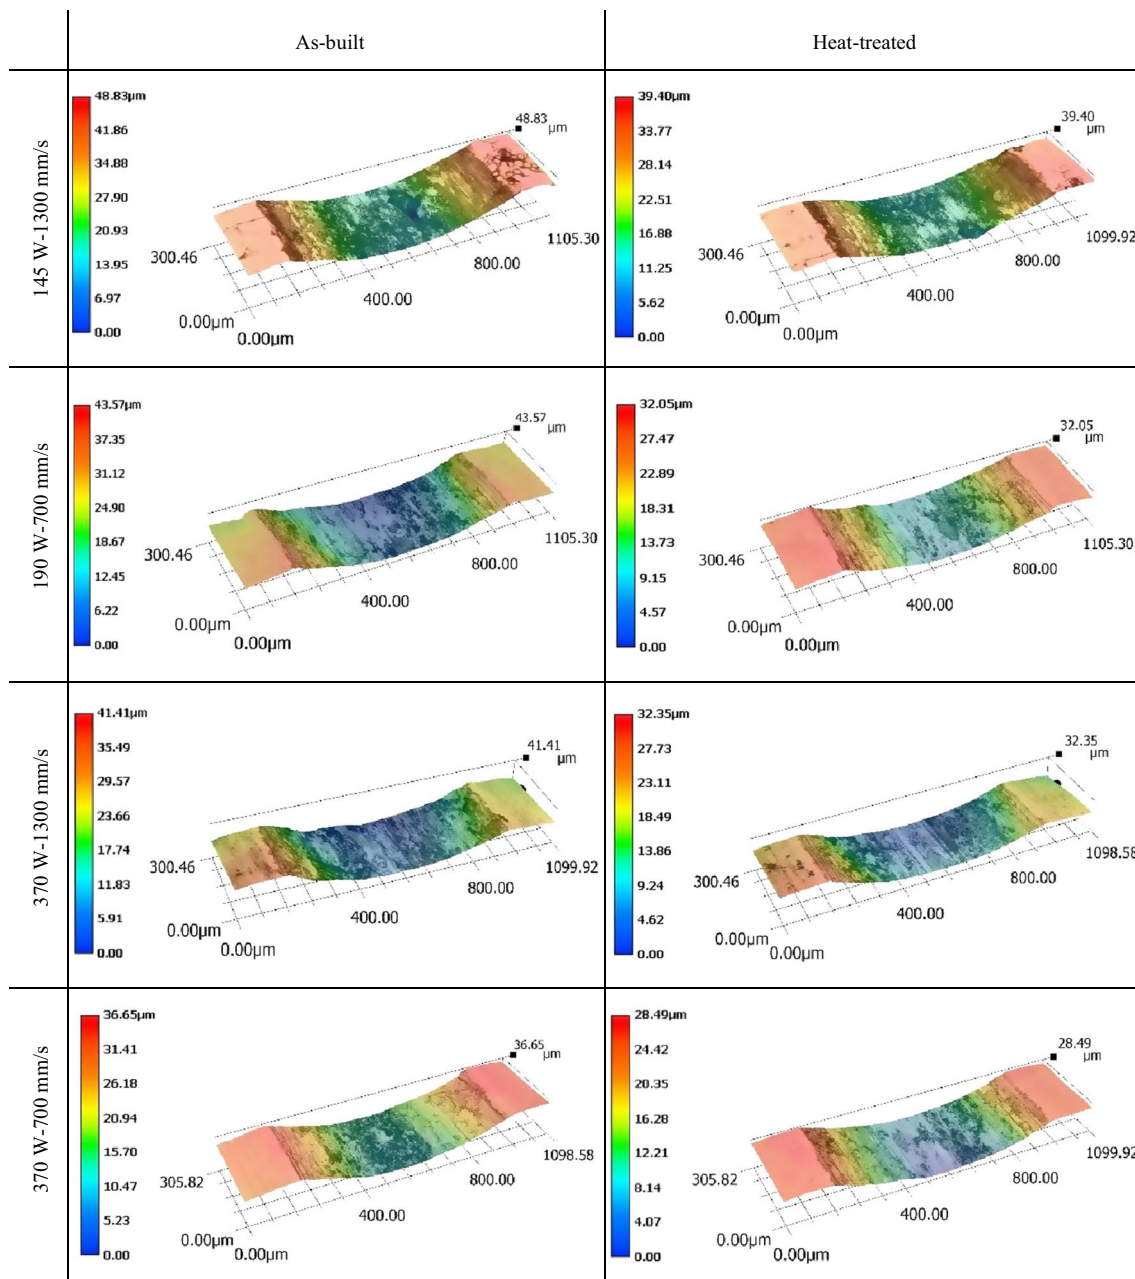 As-built
Heat-treated
145 W-1300 mm/s
48.83µm
41.86
34.88
27.90
20.93
13.95
6.97
0.00
48.83
µm
300.46
0.00µm
0.00µm
400.00
800.00
1105.30
39.40µm
33.77
28.14
22.51
16.88
11.25
5.62
0.00
39.40
µm
300.46
0.00µm
0.00µm
400.00
800.00
1099.92
190 W-700 mm/s
43.57µm
37.35
31.12
24.90
18.67
12.45
6.22
0.00
43.57
µm
300.46
0.00µm
0.00µm
400.00
800.00
1105.30
32.05µm
27.47
22.89
18.31
13.73
9.15
4.57
0.00
32.05
µm
300.46
0.00µm
0.00µm
400.00
800.00
1105.30
370 W-1300 mm/s
41.41µm
35.49
29.57
23.66
17.74
11.83
5.91
0.00
41.41
µm
300.46
0.00µm
0.00µm
400.00
800.00
1099.92
32.35µm
27.73
23.11
18.49
13.86
9.24
4.62
0.00
32.35
µm
300.46
0.00µm
0.00µm
400.00
800.00
1098.58
370 W-700 mm/s
36.65µm
31.41
26.18
20.94
15.70
10.47
5.23
0.00
36.65
µm
305.82
0.00µm
0.00µm
400.00
800.00
1098.58
28.49µm
24.42
20.35
16.28
12.21
8.14
4.07
0.00
28.49
µm
305.82
0.00µm
0.00µm
400.00
800.00
1099.92